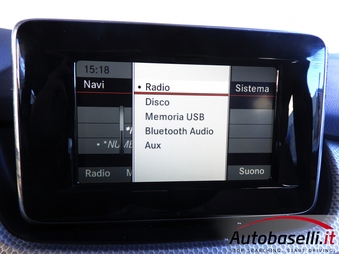 15:18
Navi
• Radio
Sistema
Disco
Memoria USB
Bluetooth Audio
Aux
Radio
Suono
Autobaselli.it